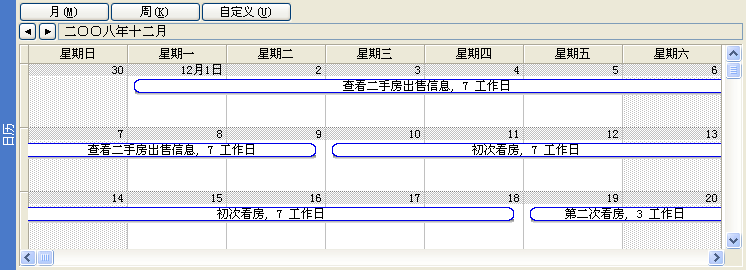 月(M) 周(K) 自定义(U)
二〇〇八年十二月
日历
星期日 星期一 星期二 星期三 星期四 星期五 星期六
30 12月1日 2 3 4 5 6
查看二手房出售信息, 7 工作日
7 8 9 10 11 12 13
查看二手房出售信息, 7 工作日 初次看房, 7 工作日
14 15 16 17 18 19 20
初次看房, 7 工作日 第二次看房, 3 工作日